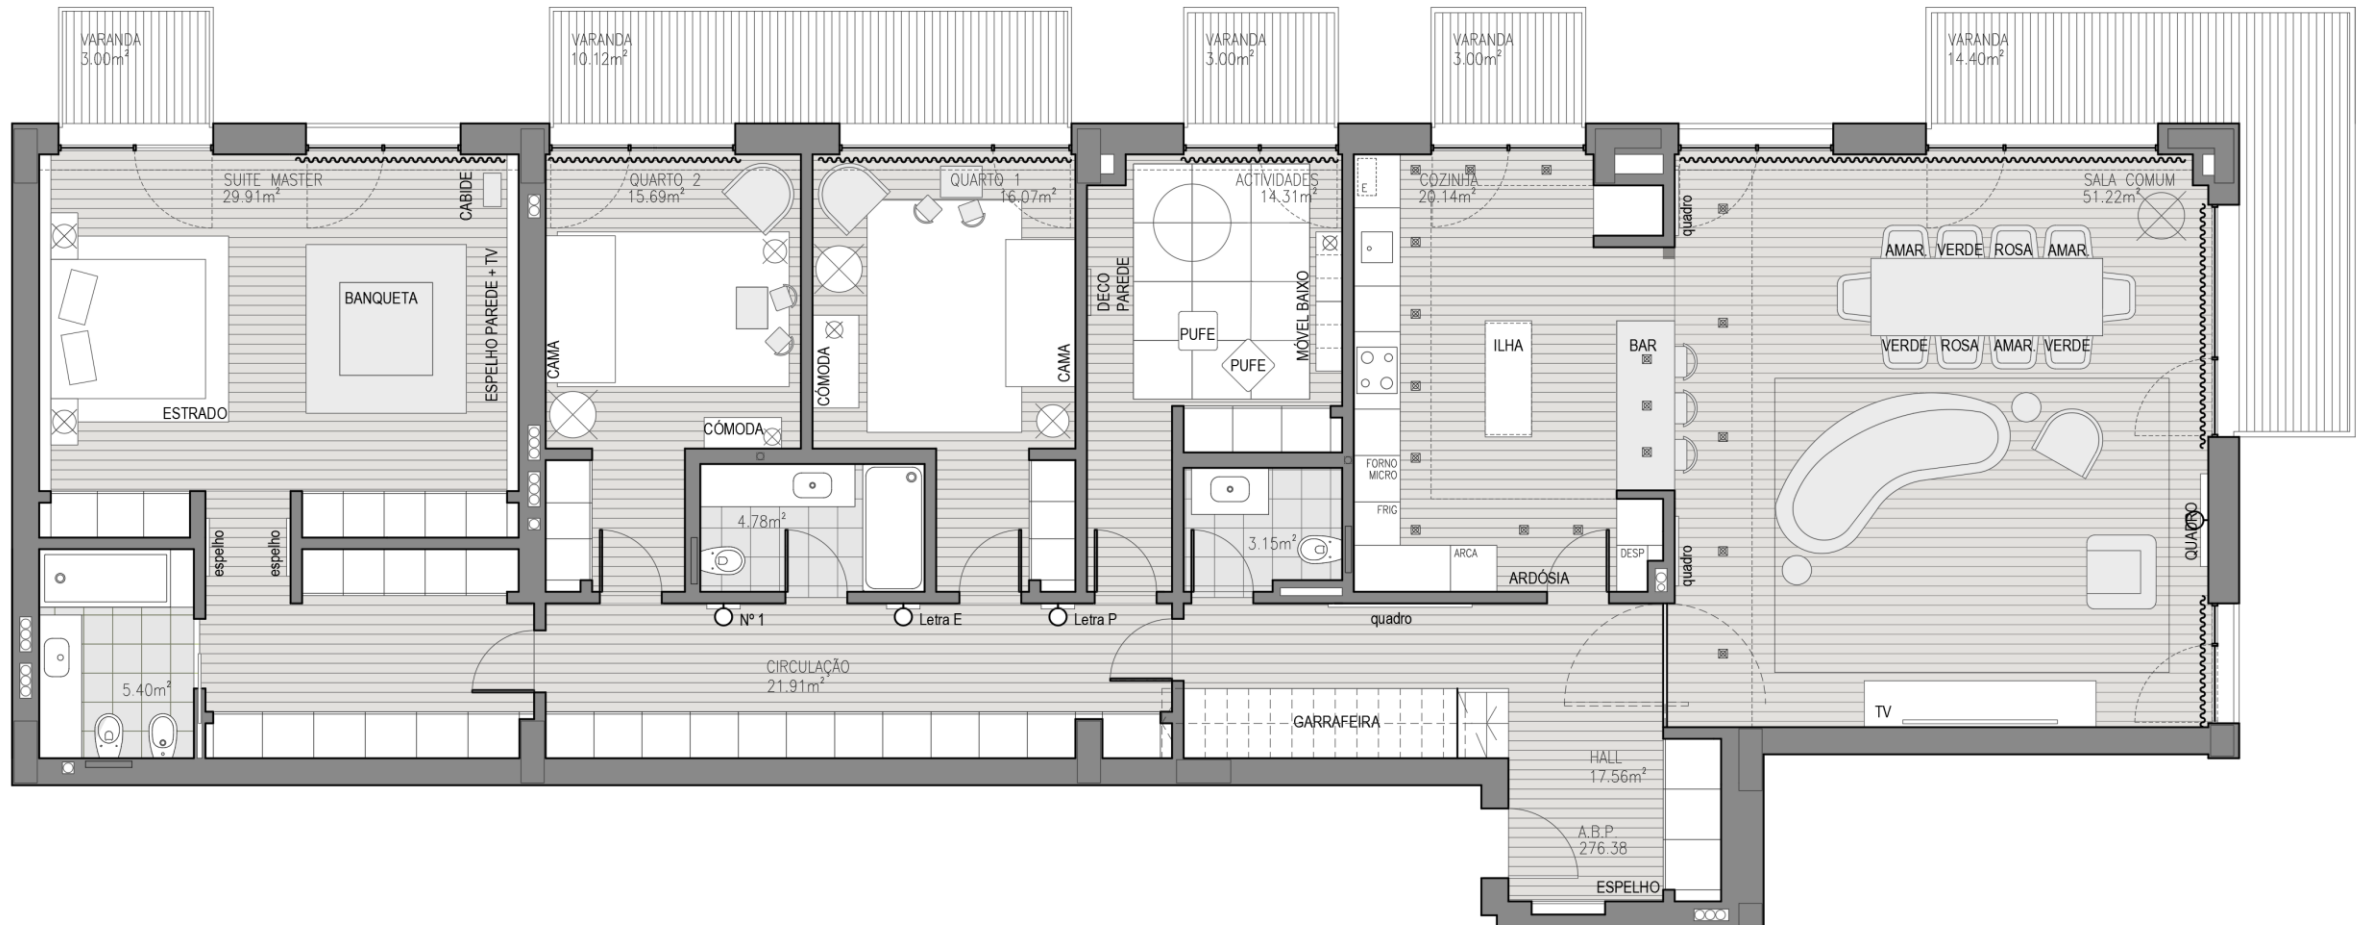 VARANDA
3.00m²
VARANDA
10.12m²
VARANDA
3.00m²
VARANDA
3.00m²
VARANDA
14.40m²
SUITE MASTER
29.91m²
CABIDE
QUARTO 2
15.69m²
QUARTO 1
16.07m²
ACTIVIDADES
14.31m²
E
COZINHA
20.14m²
quadro
SALA COMUM
51.22m²
AMAR.
VERDE
ROSA
AMAR.
BANQUETA
ESPELHO PAREDE + TV
ESTRADO
CAMA
CÓMODA
CÓMODA
CAMA
DECO
PAREDE
PUFE
PUFE
MÓVEL BAIXO
ILHA
BAR
VERDE
ROSA
AMAR.
VERDE
FORNO
MICRO
FRIG
ARCA
DESP
ARDÓSIA
quadro
QUADRO
espelho
espelho
4.78m²
3.15m²
Nº 1
Letra E
Letra P
quadro
5.40m²
CIRCULAÇÃO
21.91m²
GARRAFEIRA
TV
HALL
17.56m²
A.B.P.
276.38
ESPELHO